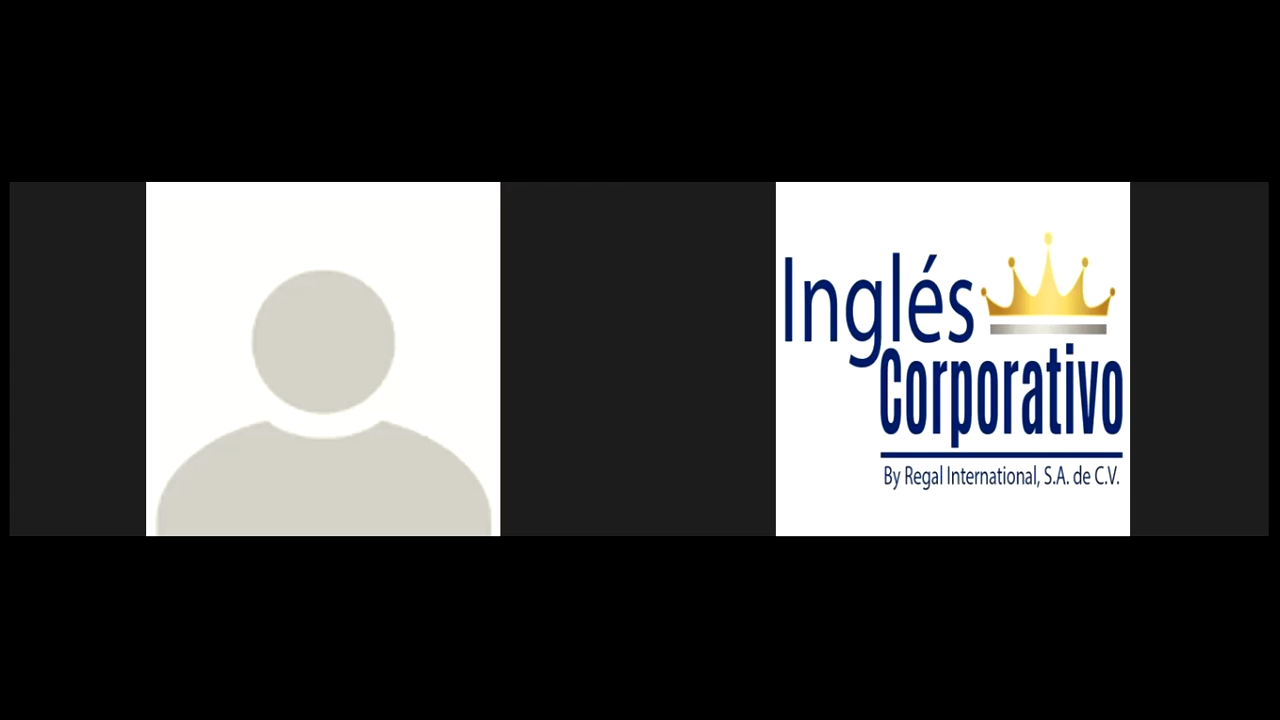 Inglés
Corporativo
By Regal International, S.A. de C.V.